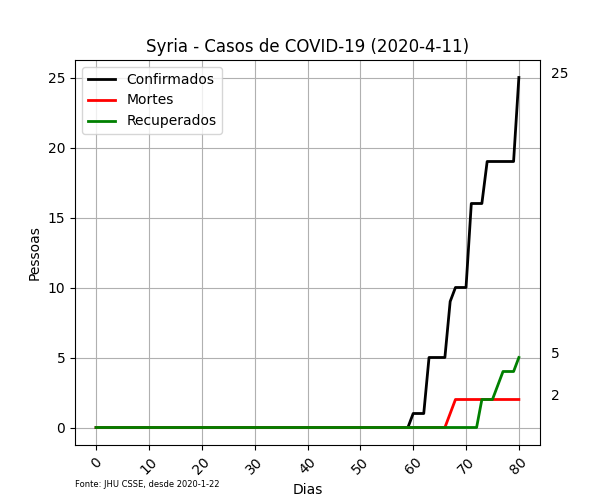 Syria - Casos de COVID-19 (2020-4-11)
Confirmados
Mortes
Recuperados
Pessoas
25
20
15
10
5
0
25
5
2
0
10
20
30
40
50
60
70
80
Dias
Fonte: JHU CSSE, desde 2020-1-22